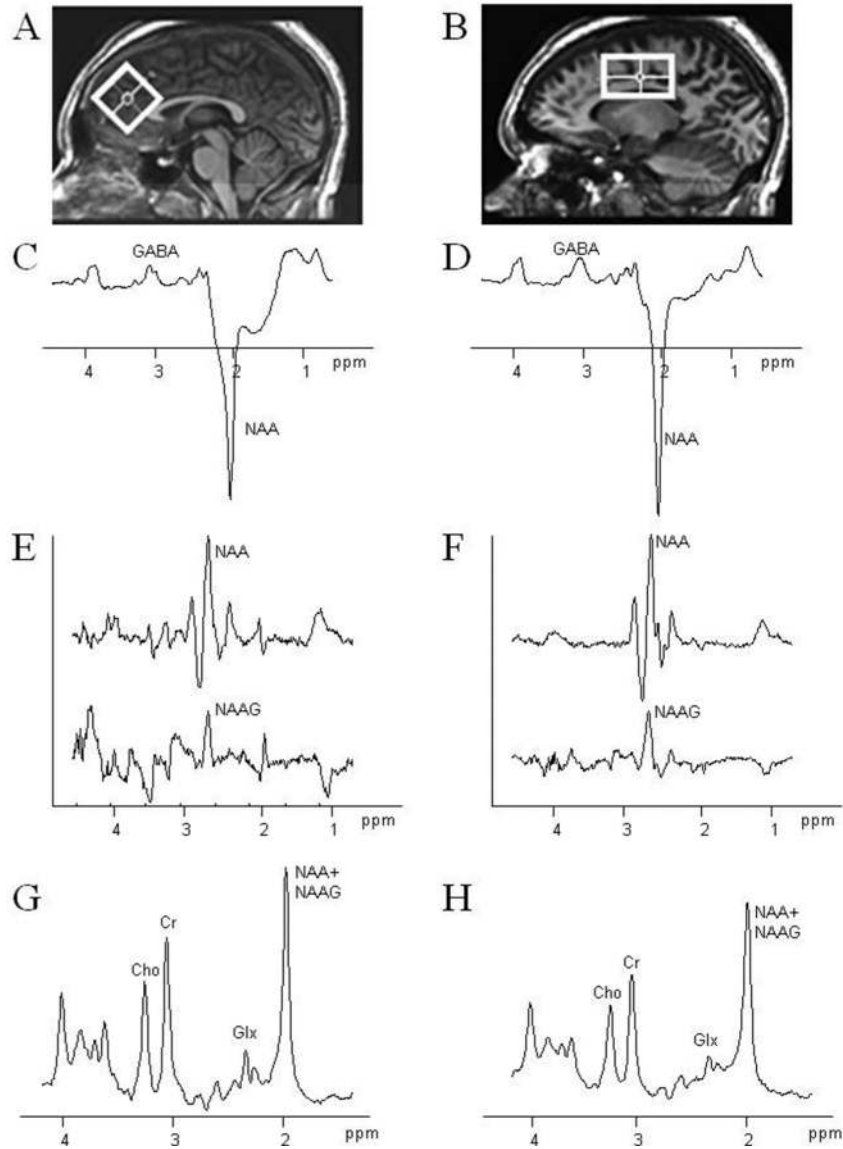 A
B
C
GABA
4 3 2 1 ppm
NAA
D
GABA
4 3 2 1 ppm
NAA
E
NAA
NAAG
4 3 2 1 ppm
F
NAA
NAAG
4 3 2 1 ppm
G
Cho
Cr
Glx
NAA+
NAAG
4 3 2 ppm
H
Cho
Cr
Glx
NAA+
NAAG
4 3 2 ppm